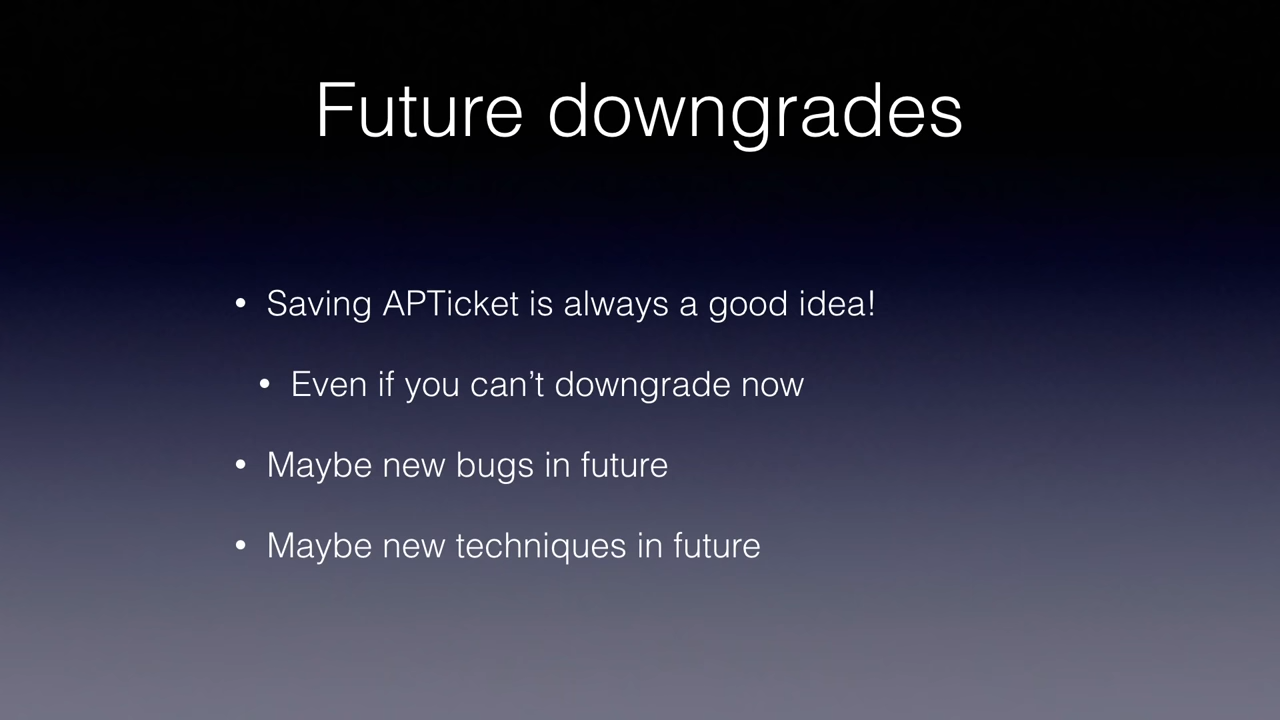 Future downgrades
• Saving APTicket is always a good idea!
• Even if you can’t downgrade now
• Maybe new bugs in future
• Maybe new techniques in future